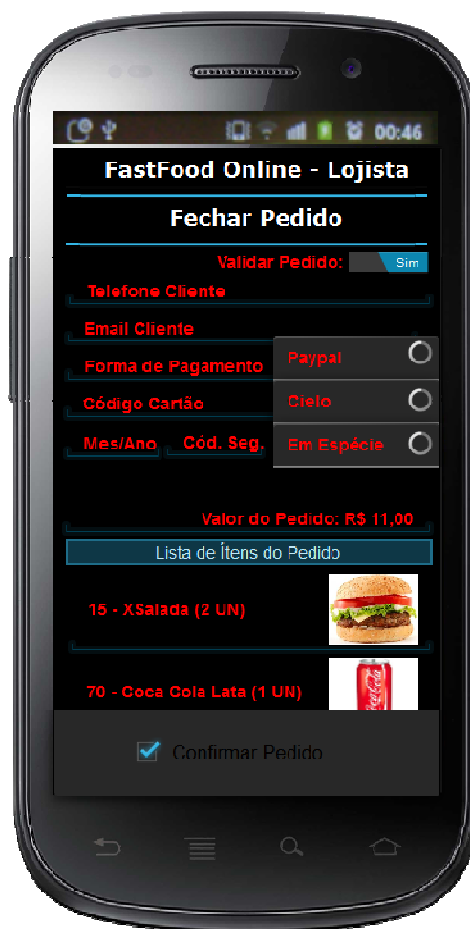 00:46
FastFood Online - Lojista
Fechar Pedido
Validar Pedido: Sim
Telefone Cliente
Email Cliente
Forma de Pagamento
Paypal
Código Cartão
Cielo
Mes/Ano Cód. Seg.
Em Espécie
Valor do Pedido: R$ 11,00
Lista de Ítens do Pedido
15 - XSalada (2 UN)
70 - Coca Cola Lata (1 UN)
Coca-Cola
Confirmar Pedido